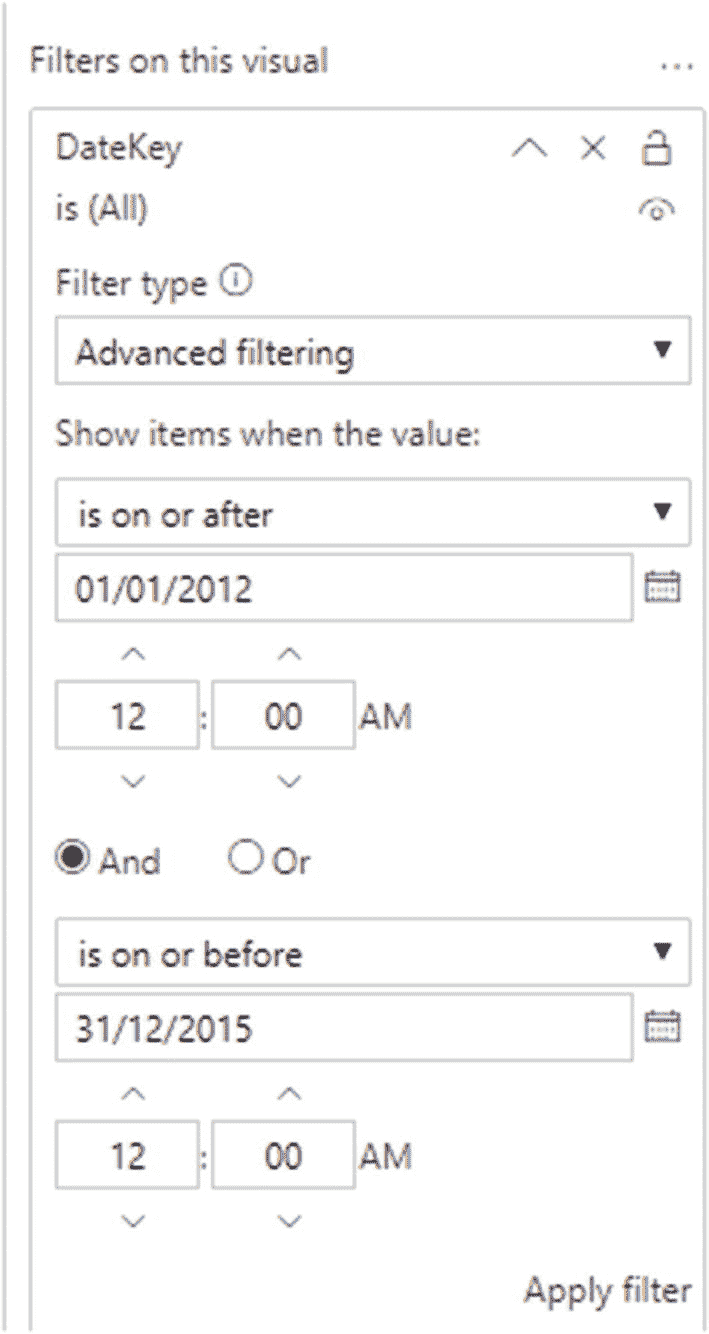 Filters on this visual ...
DateKey
is (All)
Filter type
Advanced filtering
Show items when the value:
is on or after
01/01/2012
12 : 00 AM
And Or
is on or before
31/12/2015
12 : 00 AM
Apply filter